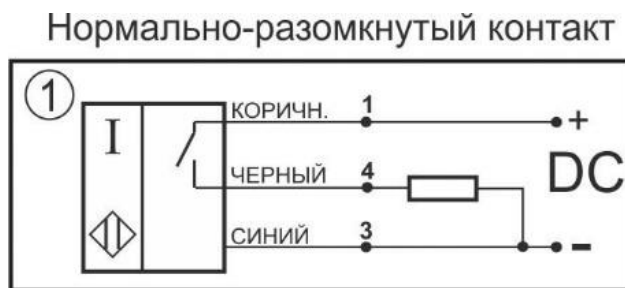 Нормально-разомкнутый контакт
1
I
КОРИЧН. 1 +
ЧЕРНЫЙ 4 DC
СИНИЙ 3 -